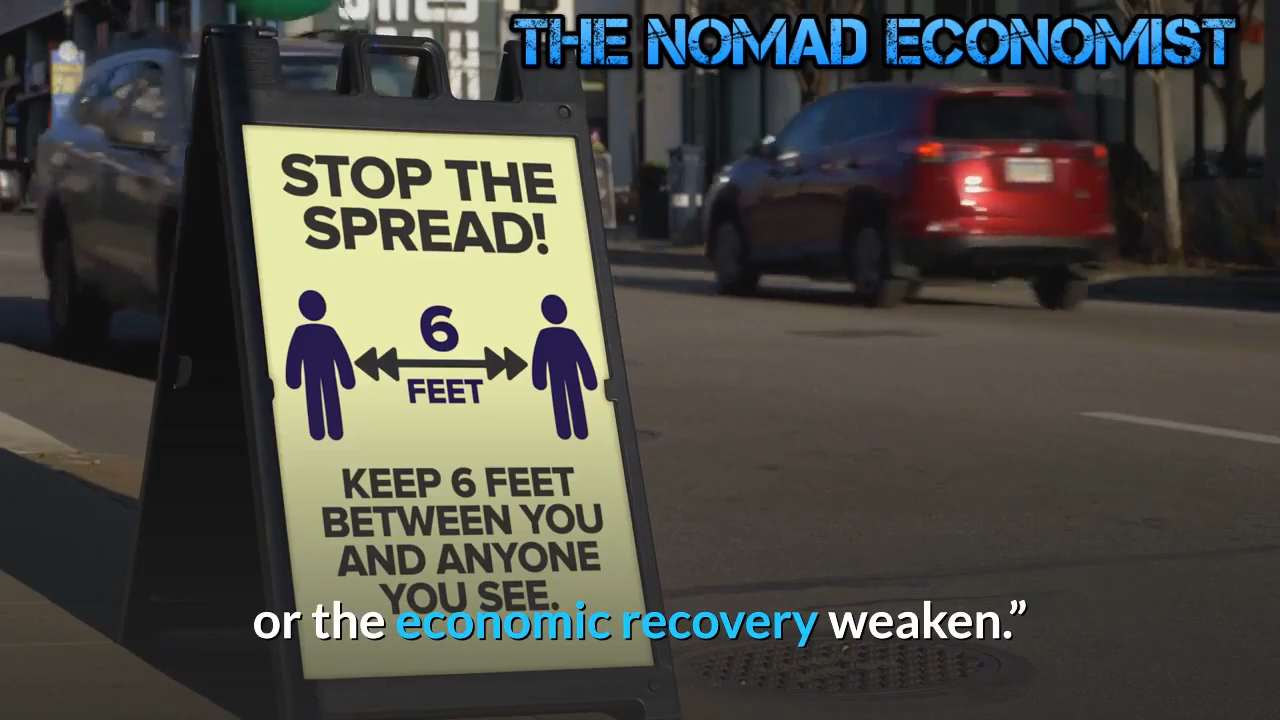 THE NOMAD ECONOMIST
STOP THE
SPREAD!
6
FEET
KEEP 6 FEET
BETWEEN YOU
AND ANYONE
YOU SEE.
or the economic recovery weaken.”